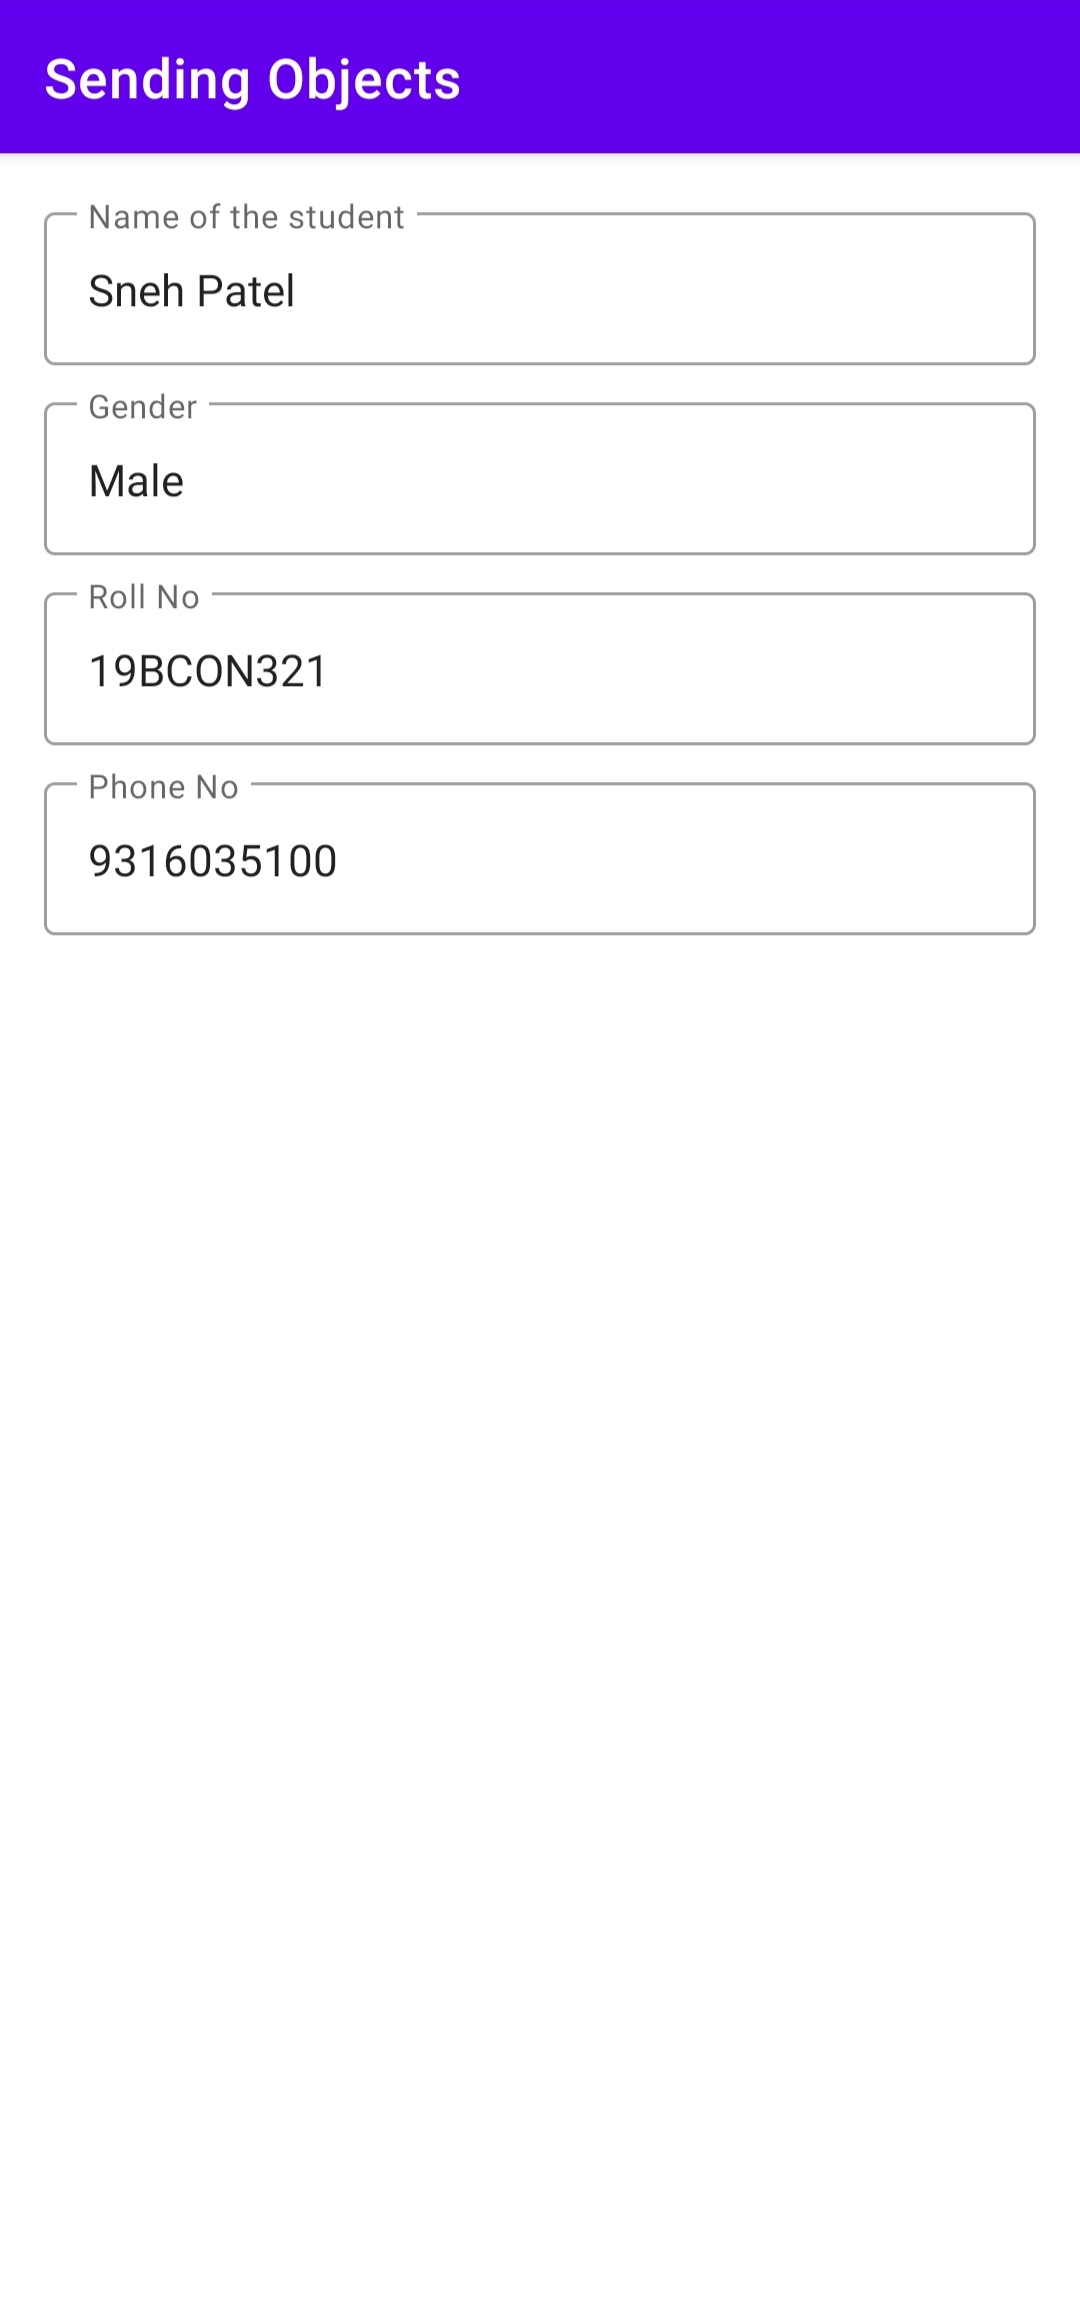 Sending Objects
Name of the student
Sneh Patel
Gender
Male
Roll No
19BCON321
Phone No
9316035100